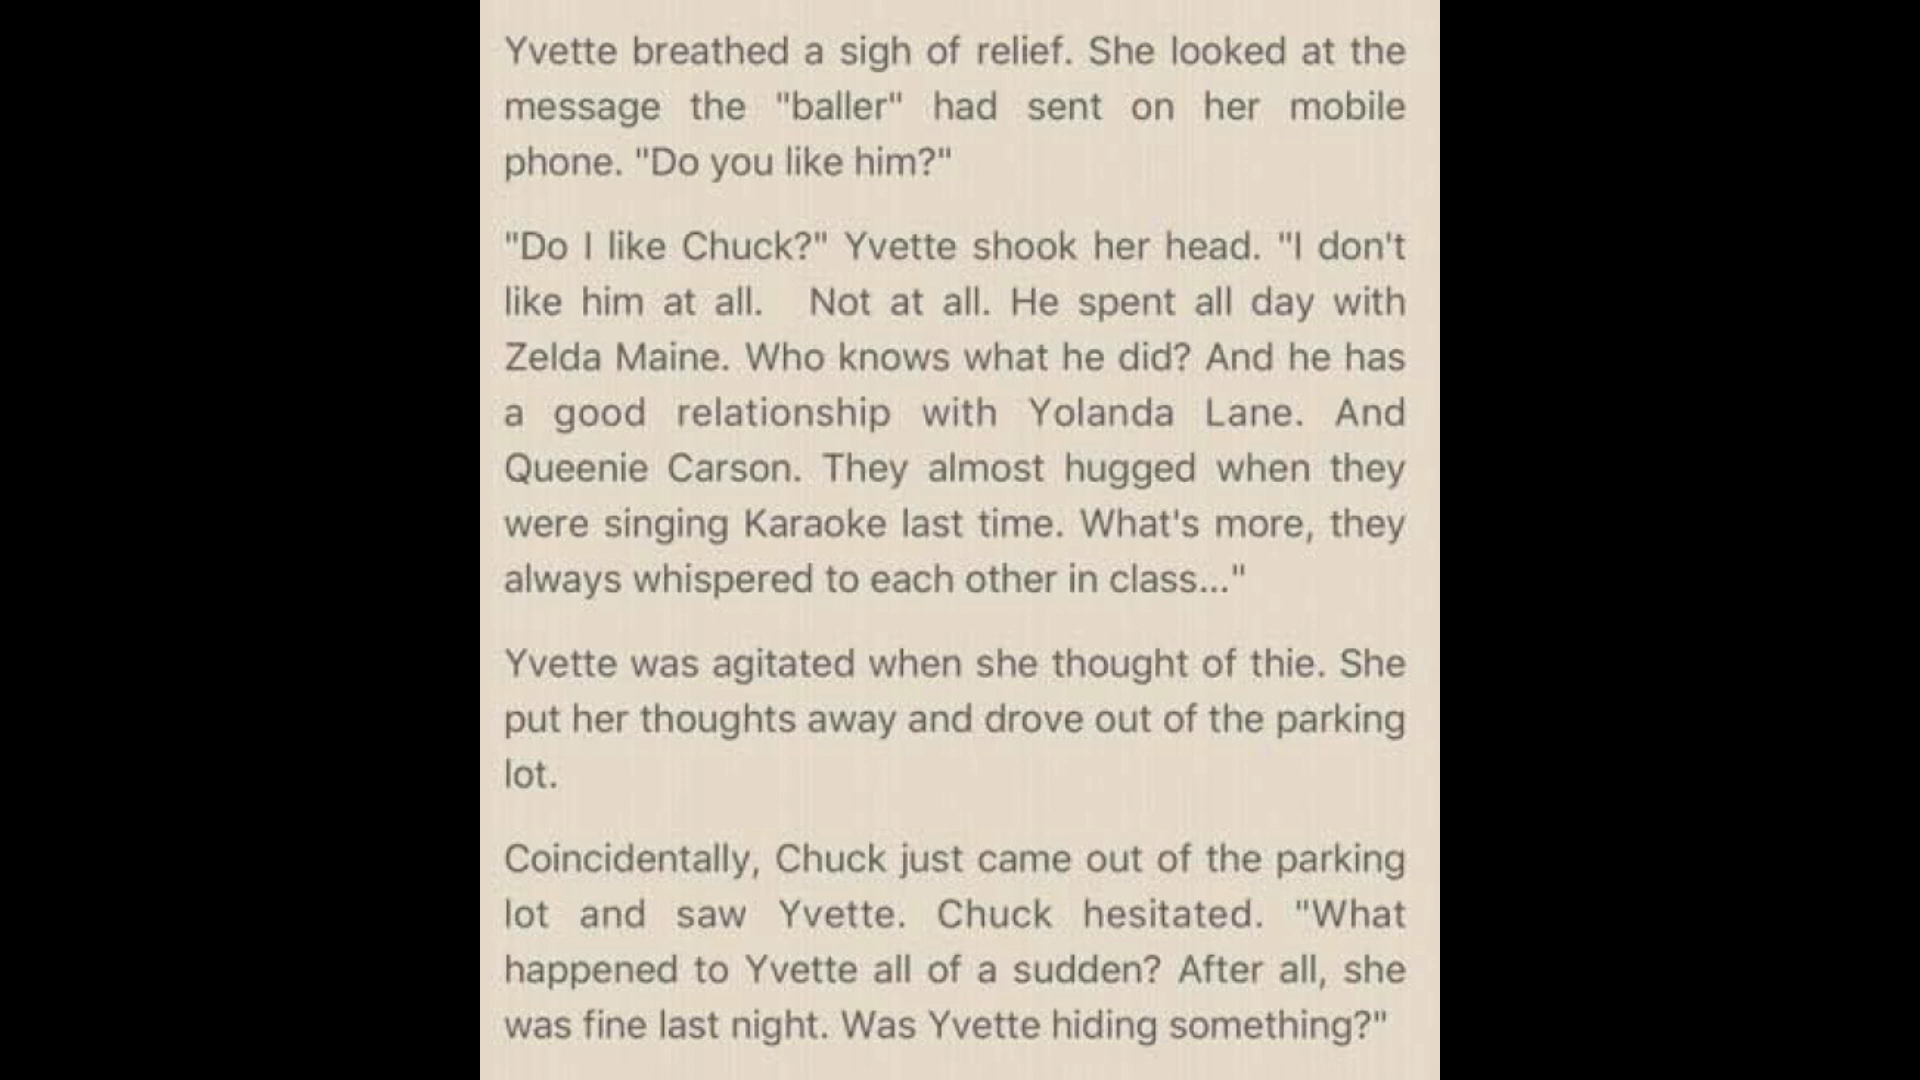 Yvette breathed a sigh of relief. She looked at the
message the "baller" had sent on her mobile
phone. "Do you like him?"
"Do I like Chuck?" Yvette shook her head. "I don't
like him at all. Not at all. He spent all day with
Zelda Maine. Who knows what he did? And he has
a good relationship with Yolanda Lane. And
Queenie Carson. They almost hugged when they
were singing Karaoke last time. What's more, they
always whispered to each other in class..."
Yvette was agitated when she thought of thie. She
put her thoughts away and drove out of the parking
lot.
Coincidentally, Chuck just came out of the parking
lot and saw Yvette. Chuck hesitated. "What
happened to Yvette all of a sudden? After all, she
was fine last night. Was Yvette hiding something?"